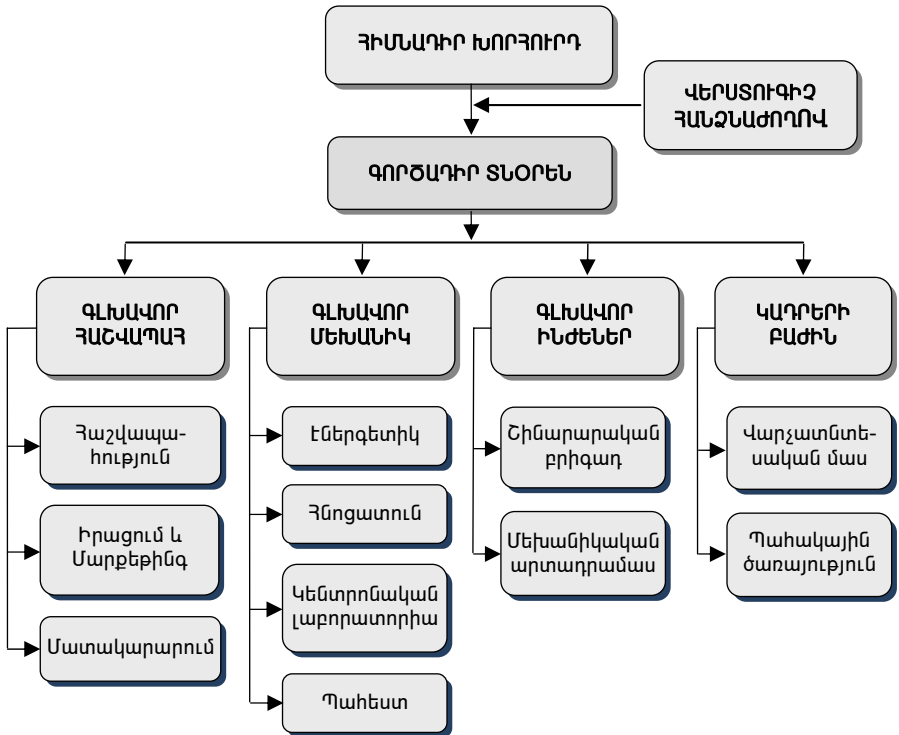 ՀԻՄՆԱԴԻՐ ԽՈՐՀՈՒՐԴ
ՎԵՐՍՏՈՒԳԻՉ
ՀԱՆՁՆԱԺՈՂՈՎ
ԳՈՐԾԱԴԻՐ ՏՆՕՐԵՆ
ԳԼԽԱՎՈՐ
ՀԱՇՎԱՊԱՀ
ԳԼԽԱՎՈՐ
ՄԵԽԱՆԻԿ
ԳԼԽԱՎՈՐ
ԻՆԺԵՆԵՐ
ԿԱԴՐԵՐԻ
ԲԱԺԻՆ
Հաշվապա-
հություն
Իրացում և
Մարքեթինգ
Մատակարարում
Էներգետիկ
Հնոցատուն
Կենտրոնական
լաբորատորիա
Պահեստ
Շինարարական
բրիգադ
Մեխանիկական
արտադրամաս
Վարչատնտե-
սական մաս
Պահակային
ծառայություն